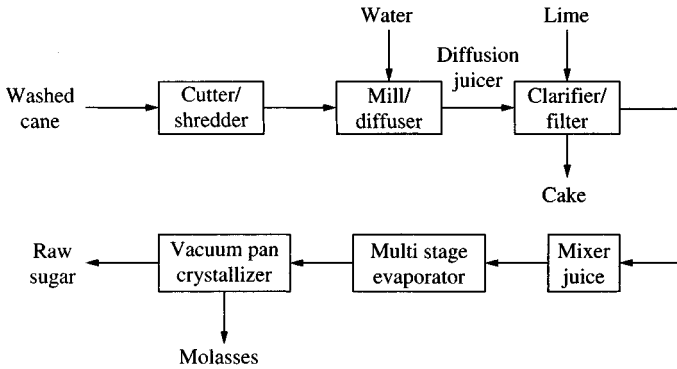 Water
Lime
Diffusion
juicer
Washed
cane
Cutter/
shredder
Mill/
diffuser
Clarifier/
filter
Cake
Raw
sugar
Vacuum pan
crystallizer
Multi stage
evaporator
Mixer
juice
Molasses